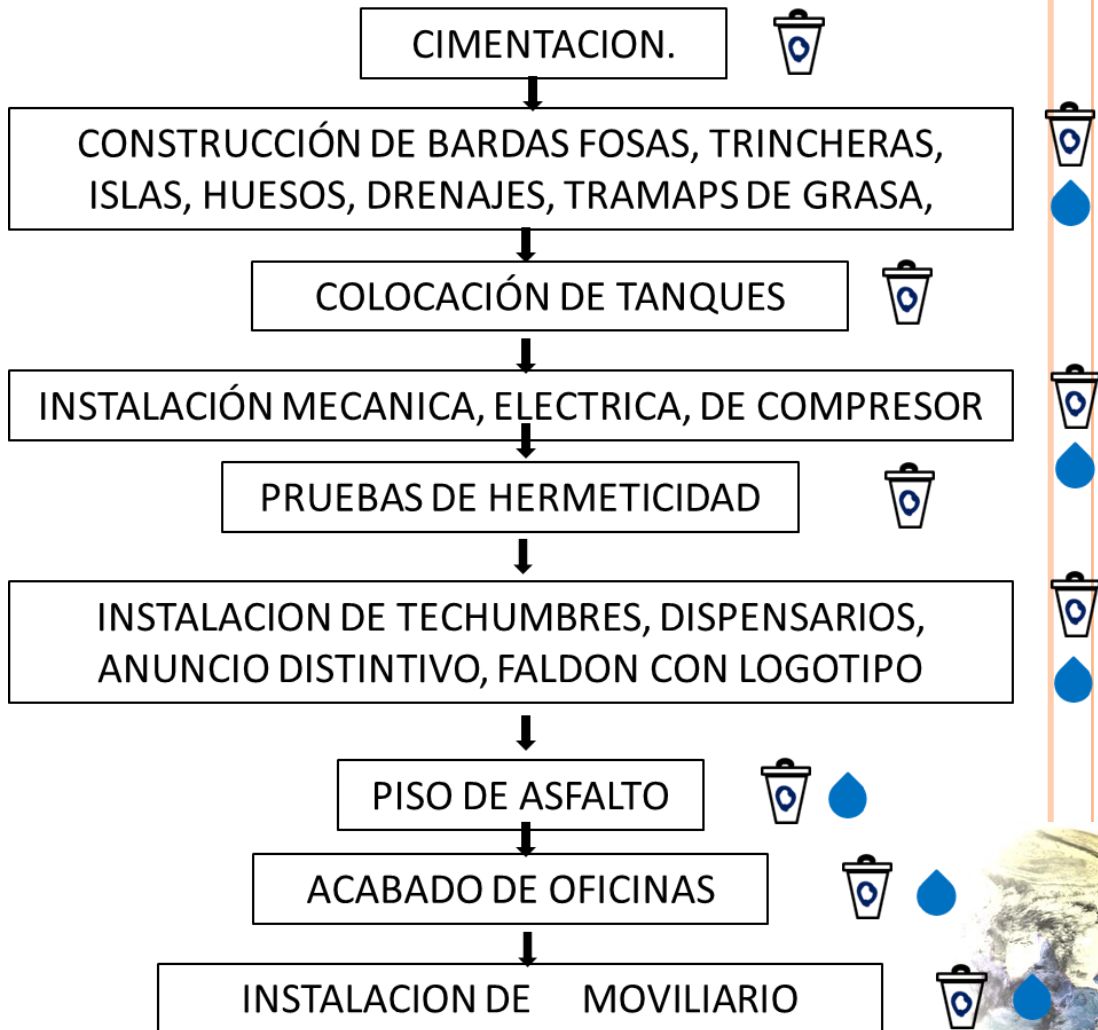 CIMENTACION.
CONSTRUCCIÓN DE BARDAS FOSAS, TRINCHERAS,
ISLAS, HUESOS, DRENAJES, TRAMAPS DE GRASA,
COLOCACIÓN DE TANQUES
INSTALACIÓN MECANICA, ELECTRICA, DE COMPRESOR
PRUEBAS DE HERMETICIDAD
INSTALACION DE TECHUMBRES, DISPENSARIOS,
ANUNCIO DISTINTIVO, FALDON CON LOGOTIPO
PISO DE ASFALTO
ACABADO DE OFICINAS
INSTALACION DE MOVILIARIO